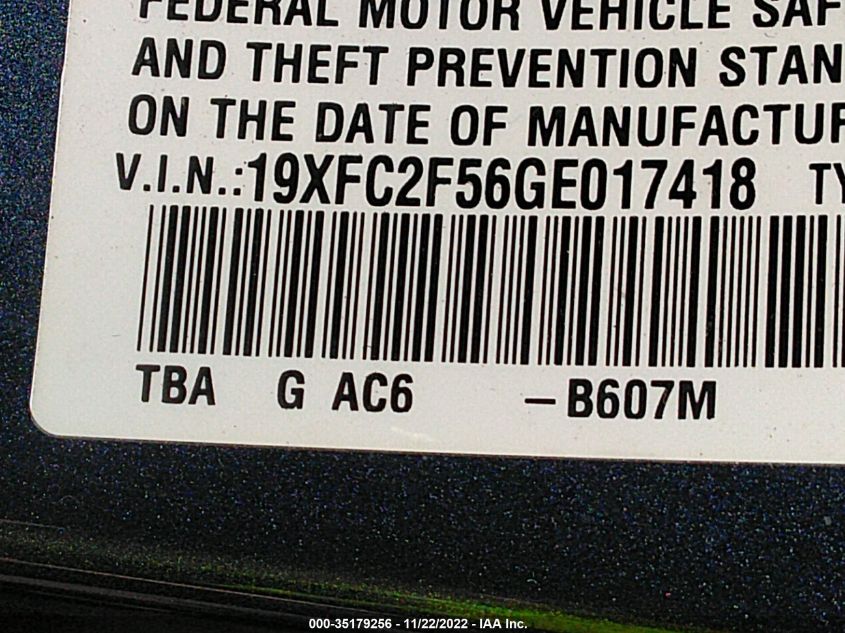 FEDERAL MOTOR VEHICLE SAF
AND THEFT PREVENTION STAN
ON THE DATE OF MANUFACTUR
V.I.N.:19XFC2F56GE017418 TY
TBA G AC6 -B607M
000-35179256 - 11/22/2022 - IAA Inc.